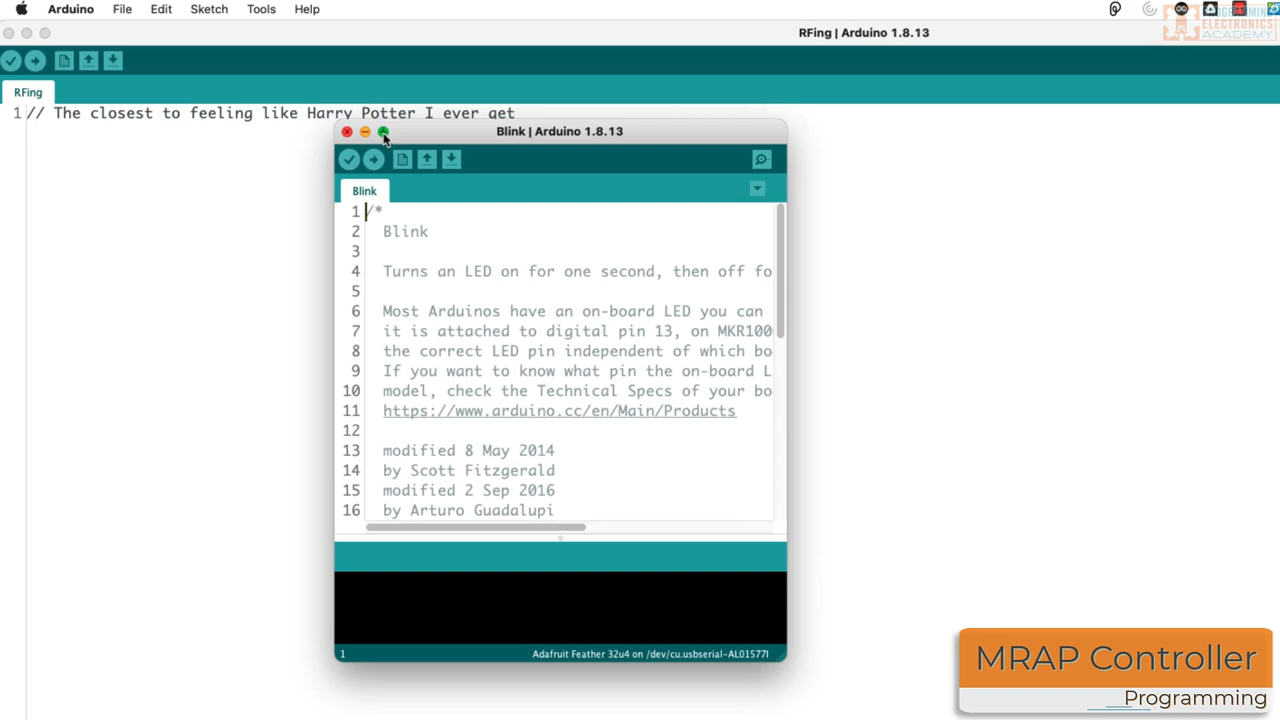 Arduino File Edit Sketch Tools Help
PROGRAMMING ELECTRONICS ACADEMY
RFing | Arduino 1.8.13
RFing
1 // The closest to feeling like Harry Potter I ever get
Blink | Arduino 1.8.13
Blink
1 /*
2 Blink
3
4 Turns an LED on for one second, then off fo
5
6 Most Arduinos have an on-board LED you can
7 it is attached to digital pin 13, on MKR100
8 the correct LED pin independent of which bo
9 If you want to know what pin the on-board L
10 model, check the Technical Specs of your bo
11 https://www.arduino.cc/en/Main/Products
12
13 modified 8 May 2014
14 by Scott Fitzgerald
15 modified 2 Sep 2016
16 by Arturo Guadalupi
1 Adafruit Feather 32u4 on /dev/cu.usbserial-AL01577I
MRAP Controller
Programming